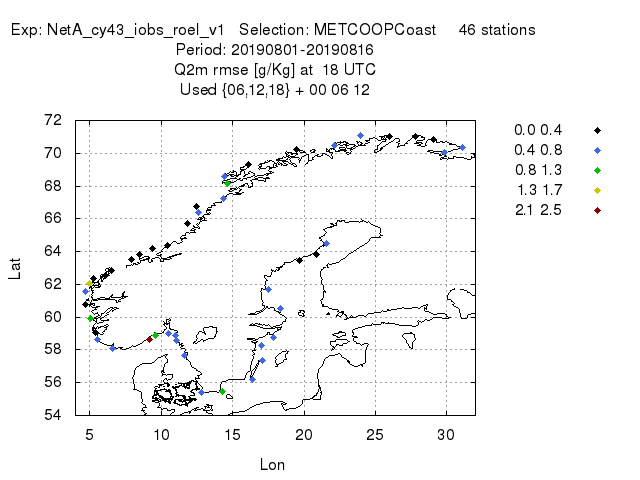 Exp: NetA_cy43_iobs_roel_v1 Selection: METCOOPCoast 46 stations
Period: 20190801-20190816
Q2m rmse [g/Kg] at 18 UTC
Used {06,12,18} + 00 06 12
72
70
68
66
64
62
60
58
56
54
Lat
5 10 15 20 25 30
Lon
0.0 0.4
0.4 0.8
0.8 1.3
1.3 1.7
2.1 2.5